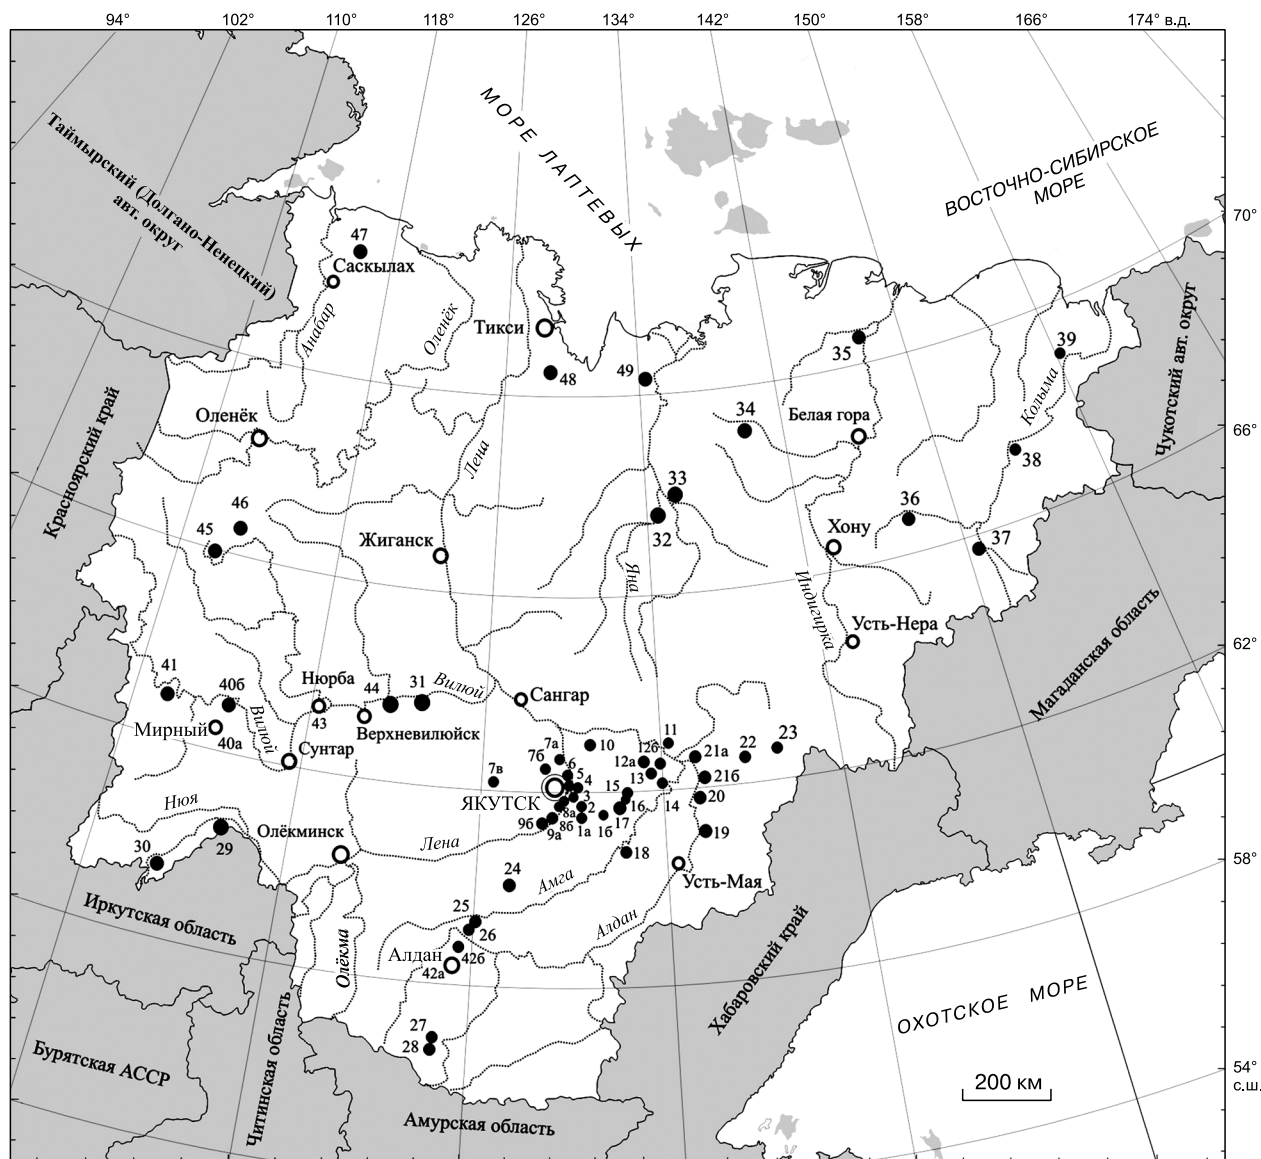 94° 102° 110° 118° 126° 134° 142° 150° 158° 166° 174° в.д.
МОРЕ ЛАПТЕВЫХ
ВОСТОЧНО-СИБИРСКОЕ
МОРЕ
Таймырский (Долгано-Ненецкий)
авт. округ
70°
47
Саскылах
Анабар
Оленёк
Тикси
48
49
35
39
Колыма
Чукотский авт. округ
Красноярский край
Оленёк
Лена
34
Белая гора
66°
38
33
32
46
45
36
37
Жиганск
Хону
Яна
Индигирка
Усть-Нера
62°
Магаданская область
41
40б
Нюрба
43
44
31
Вилюй
Сангар
Мирный
40а
Вилюй
Верхневилюйск
Сунтар
7а
10
11
12б
12а
21а
22
23
7б
7в
6
5
4
13
21б
ЯКУТСК
3
15
14
20
8а
2
16
Нюя
9б
8б
1а
1б
17
9а
19
Олёкминск
Лена
30
29
18
Усть-Мая
24
Амга
Иркутская область
25
26
Алдан
Алдан
42б
42а
Олёкма
58°
Хабаровский край
ОХОТСКОЕ МОРЕ
27
28
Бурятская АССР
Читинская область
Амурская область
200 км
54°
с.ш.